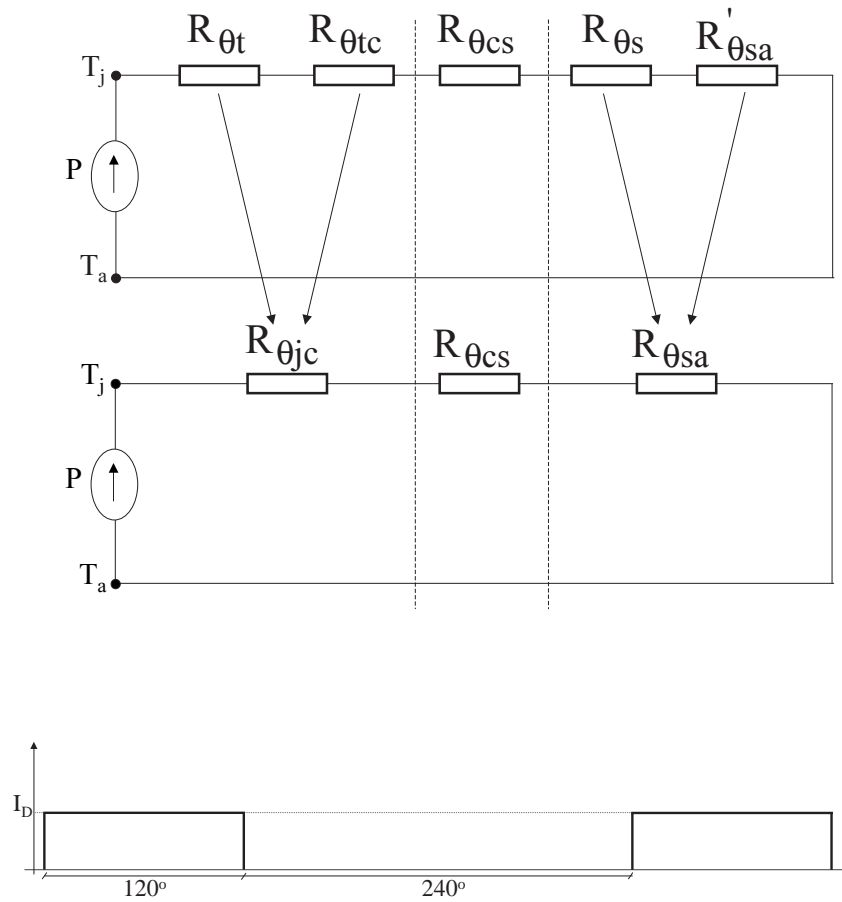 Rθt Rθtc Rθcs Rθs R'θsa
Tj
P
Ta
Rθjc Rθcs Rθsa
Tj
P
Ta
ID
120o 240o